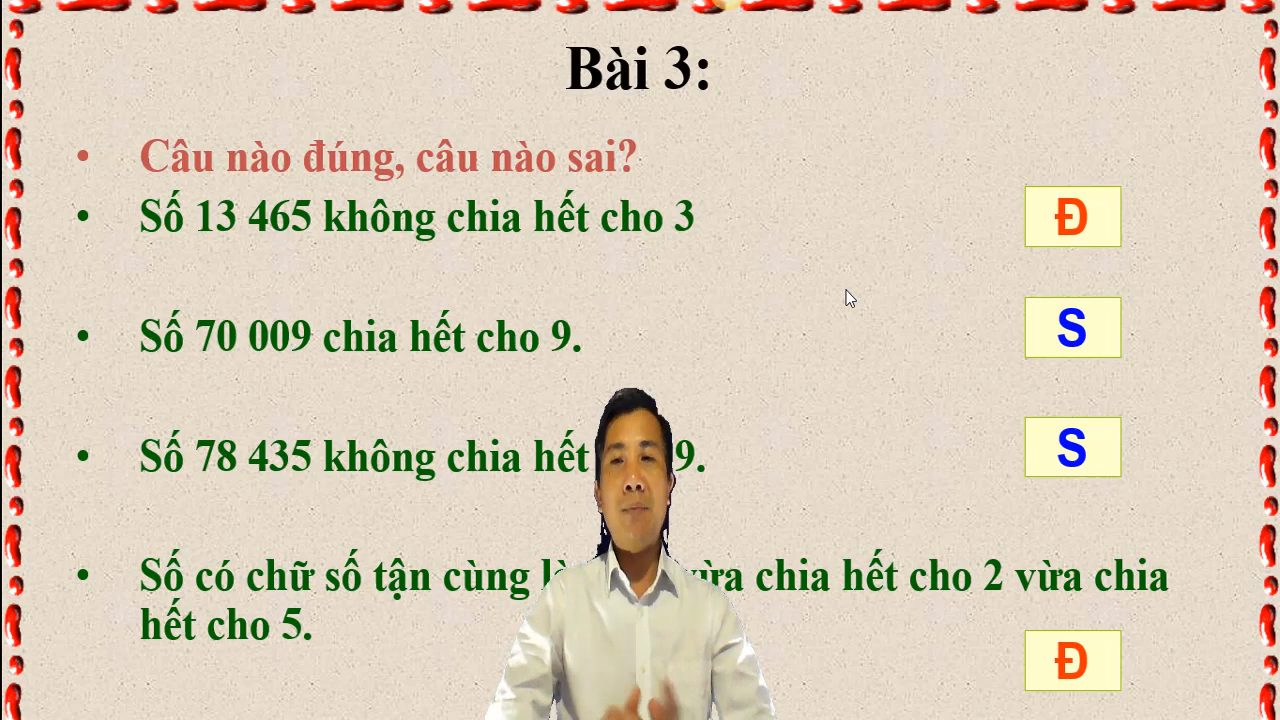 Bài 3:
• Câu nào đúng, câu nào sai?
• Số 13 465 không chia hết cho 3
Đ
• Số 70 009 chia hết cho 9.
S
• Số 78 435 không chia hết 9.
S
• Số có chữ số tận cùng chia hết cho 2 vừa chia
hết cho 5.
Đ